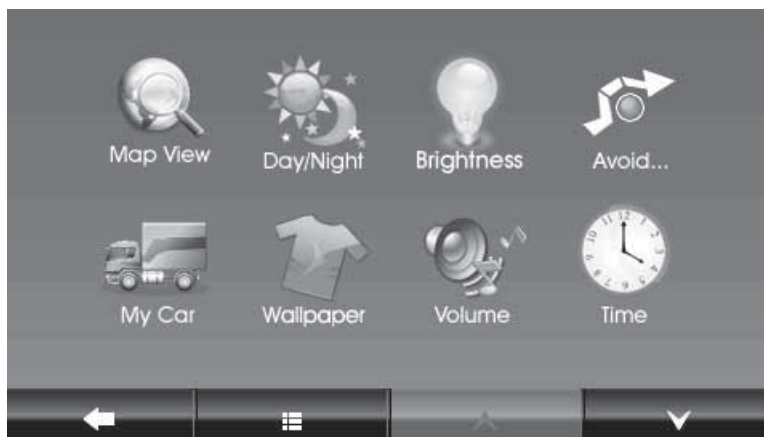 Map View
Day/Night
Brightness
Avoid...
My Car
Wallpaper
Volume
Time